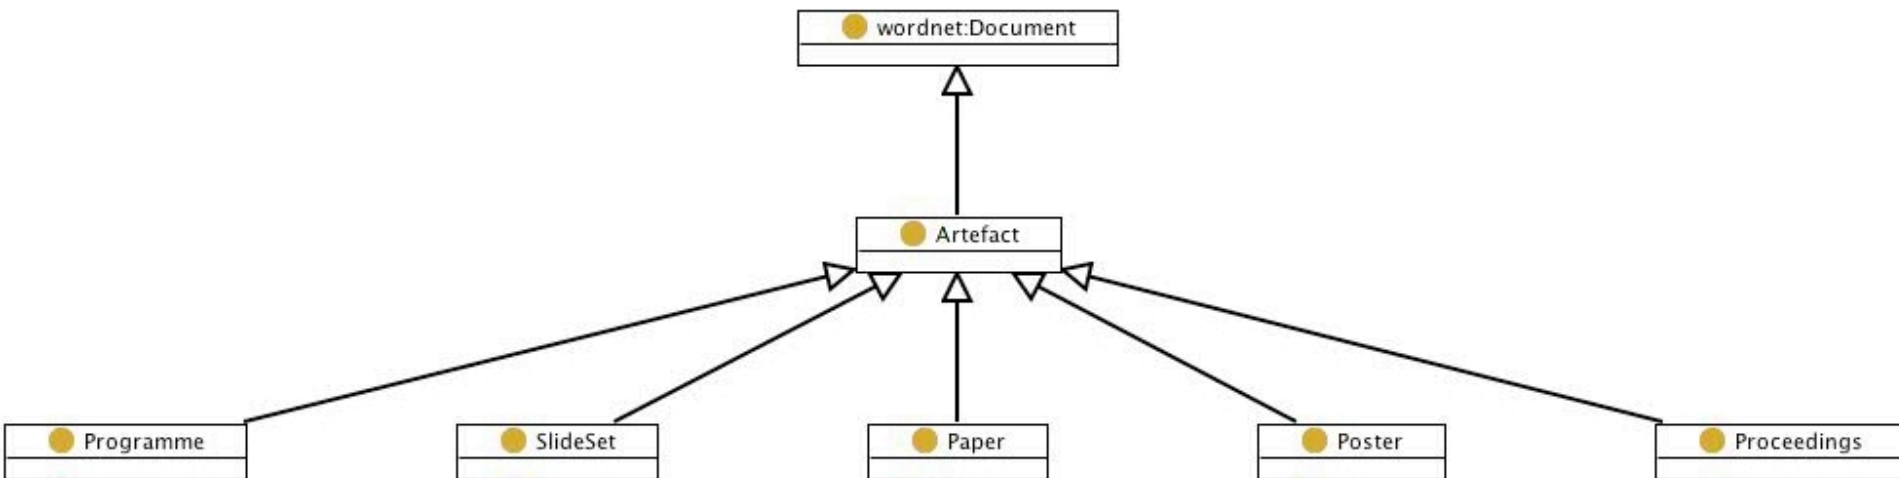 wordnet:Document
Artefact
Programme
SlideSet
Paper
Poster
Proceedings